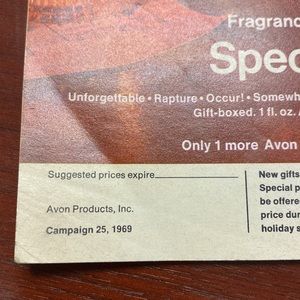 Fragranc
Spec
Unforgettable • Rapture • Occur! • Somewh
Gift-boxed. 1 fl. oz.
Only 1 more Avon
Suggested prices expire
New gifts
Special p
be offere
price dur
holiday s
Avon Products, Inc.
Campaign 25, 1969